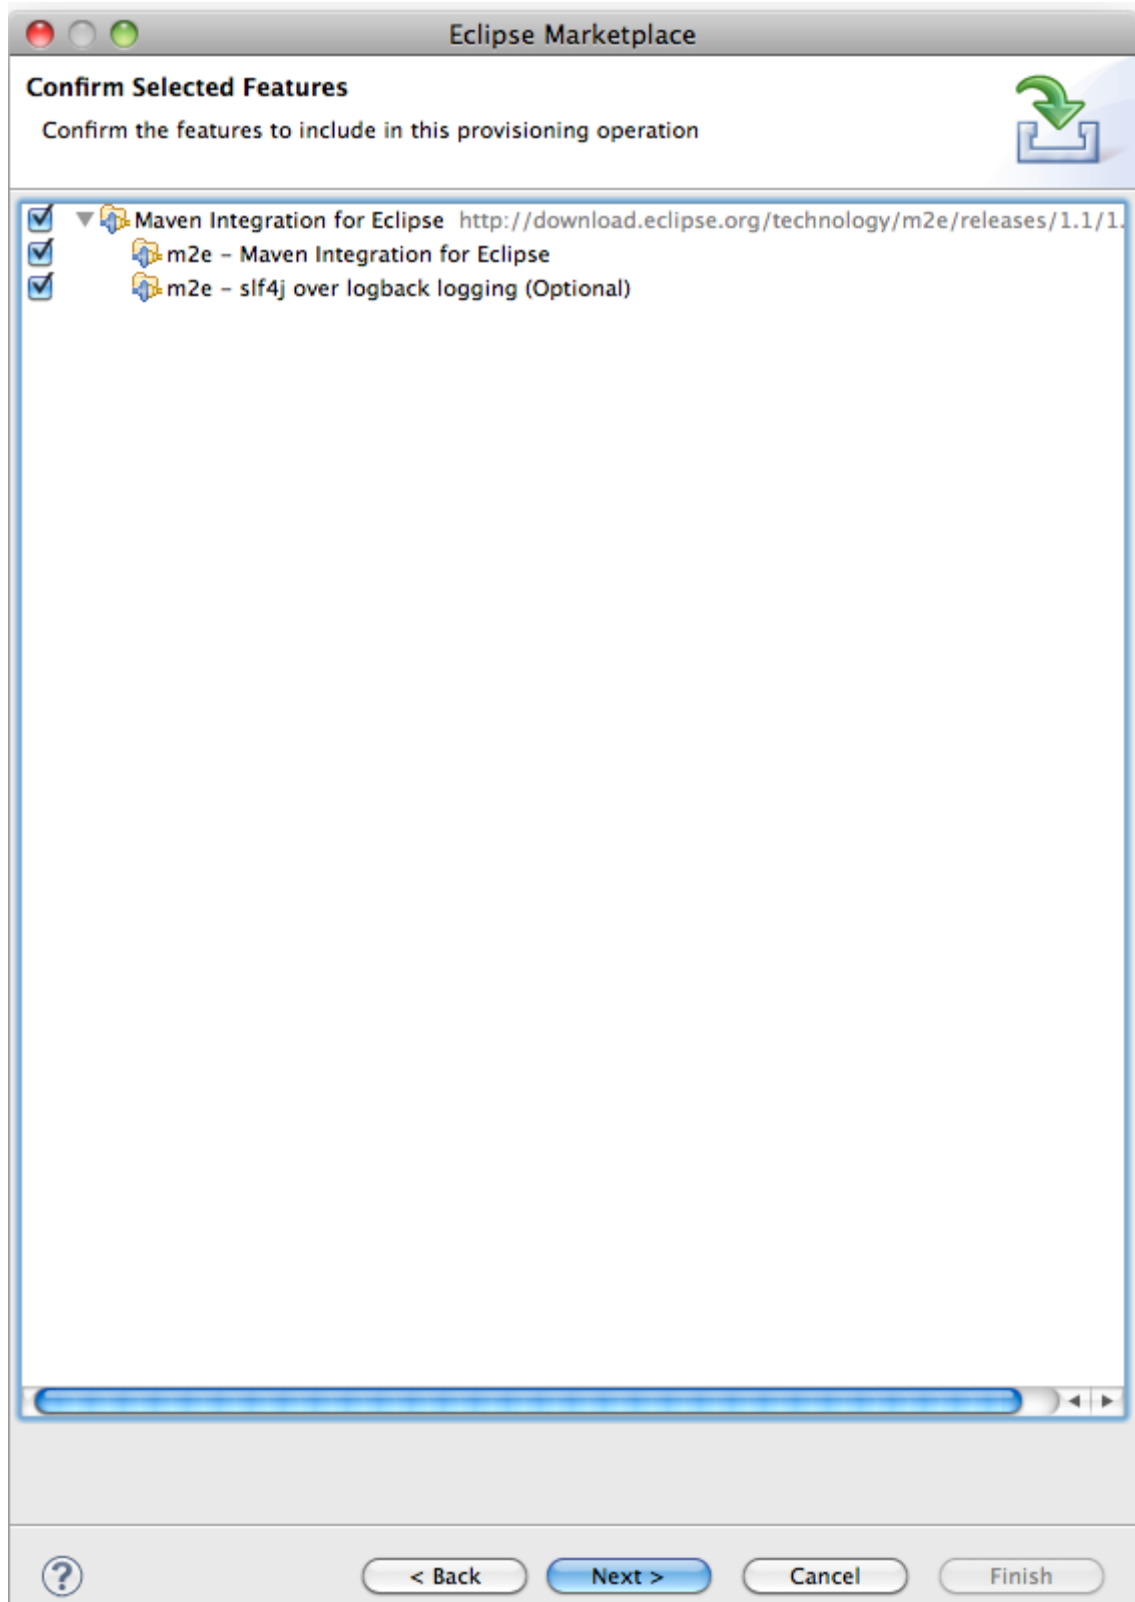 Eclipse Marketplace
Confirm Selected Features
Confirm the features to include in this provisioning operation
Maven Integration for Eclipse http://download.eclipse.org/technology/m2e/releases/1.1/1.
m2e – Maven Integration for Eclipse
m2e – slf4j over logback logging (Optional)
? < Back Next > Cancel Finish